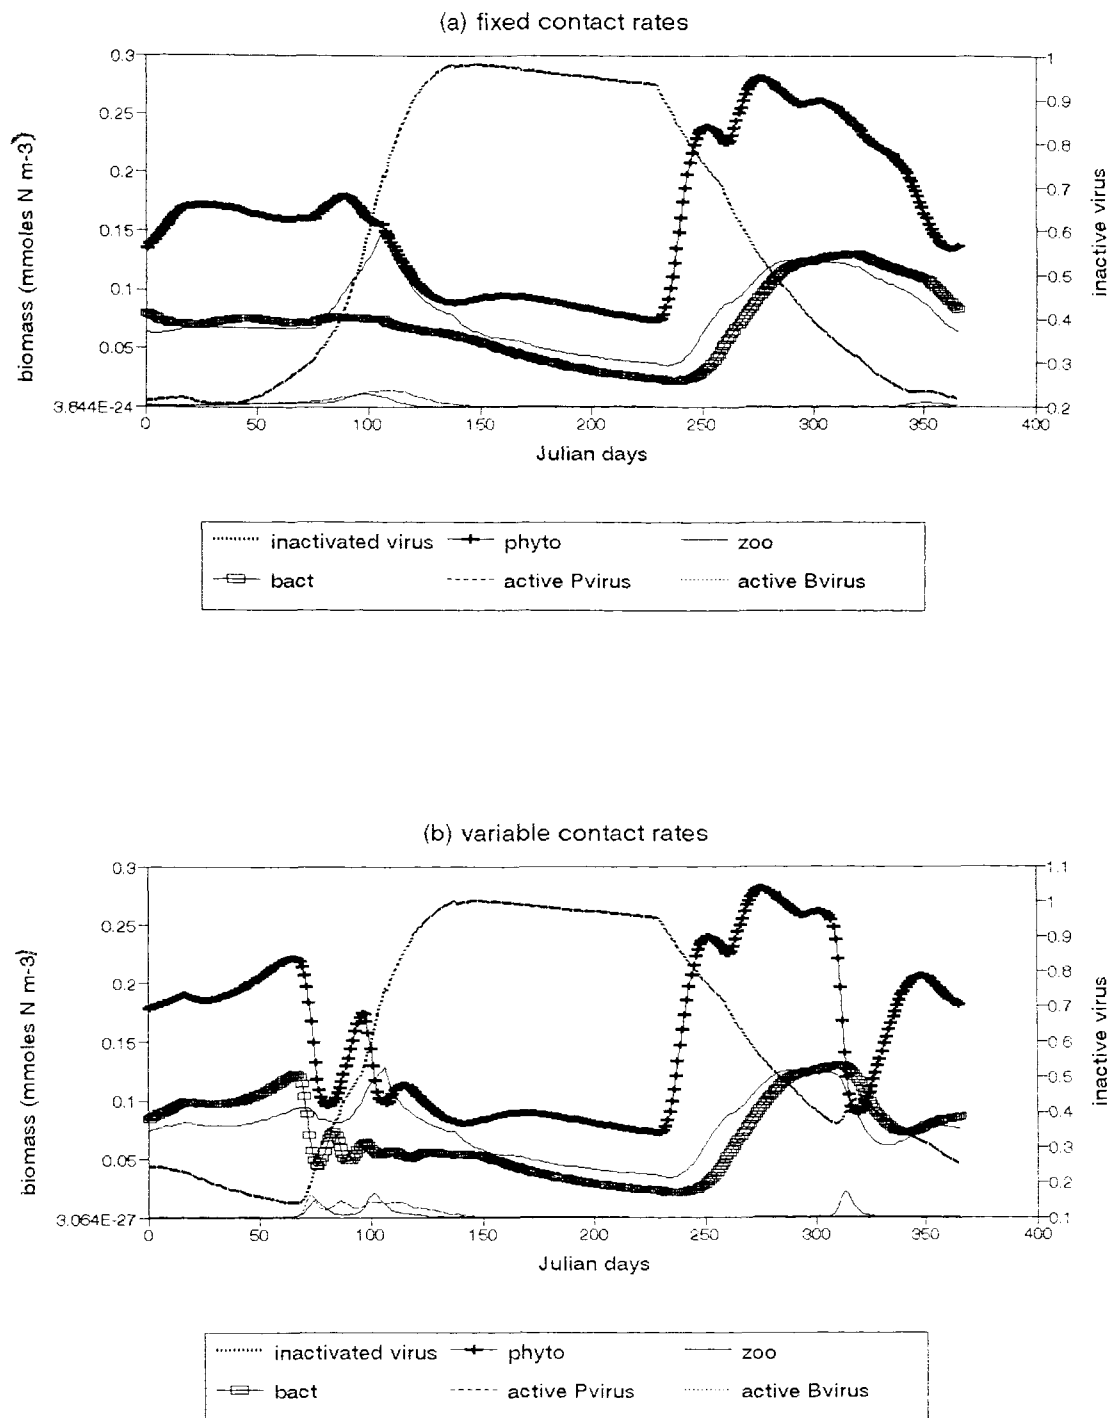 (a) fixed contact rates
0.3
0.25
0.2
0.15
0.1
0.05
3.644E-24
biomass (mmoles N m-3)
1
0.9
0.8
0.7
0.6
0.5
0.4
0.3
0.2
inactive virus
0 50 100 150 200 250 300 350 400
Julian days
inactivated virus phyto zoo
bact active Pvirus active Bvirus
(b) variable contact rates
0.3
0.25
0.2
0.15
0.1
0.05
3.064E-27
biomass (mmoles N m-3)
1.1
1
0.9
0.8
0.7
0.6
0.5
0.4
0.3
0.2
0.1
inactive virus
0 50 100 150 200 250 300 350 400
Julian days
inactivated virus phyto zoo
bact active Pvirus active Bvirus